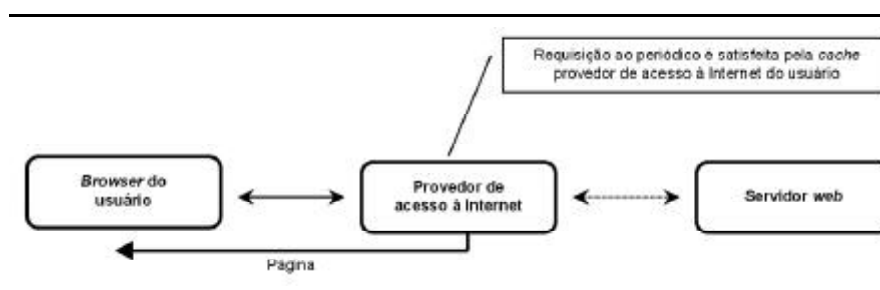 Requisição ao periódico é satisfeita pela cache
provedor de acesso à Internet do usuário
Browser do
usuário
Provedor de
acesso à Internet
Servidor web
Página